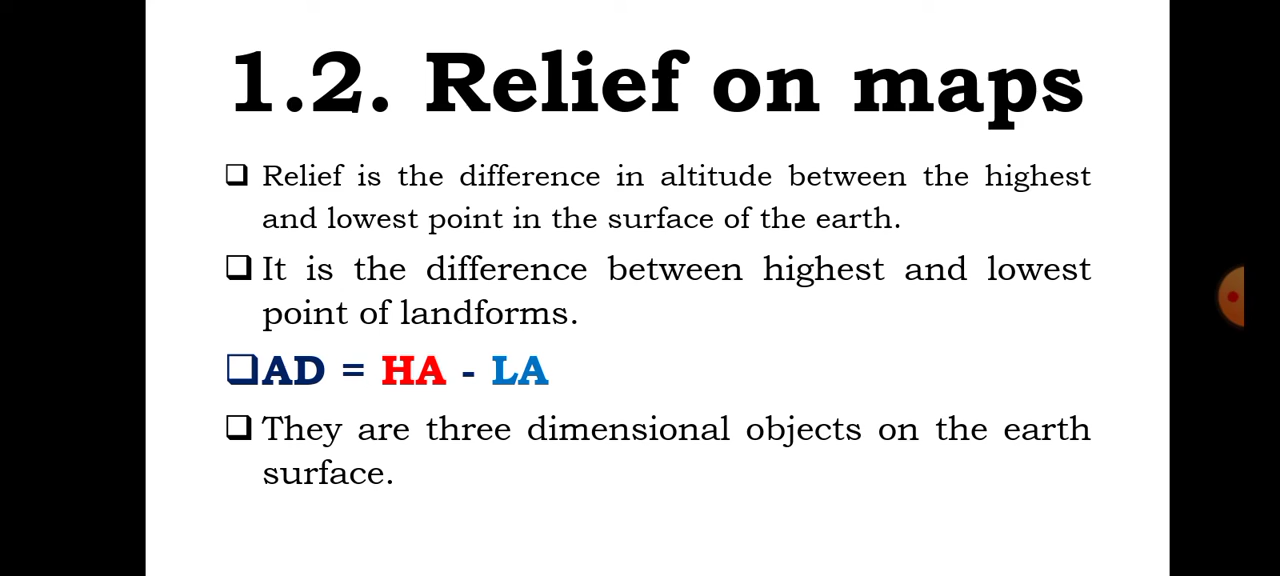 1.2. Relief on maps
❑ Relief is the difference in altitude between the highest
and lowest point in the surface of the earth.
❑ It is the difference between highest and lowest
point of landforms.
❑AD = HA - LA
❑ They are three dimensional objects on the earth
surface.